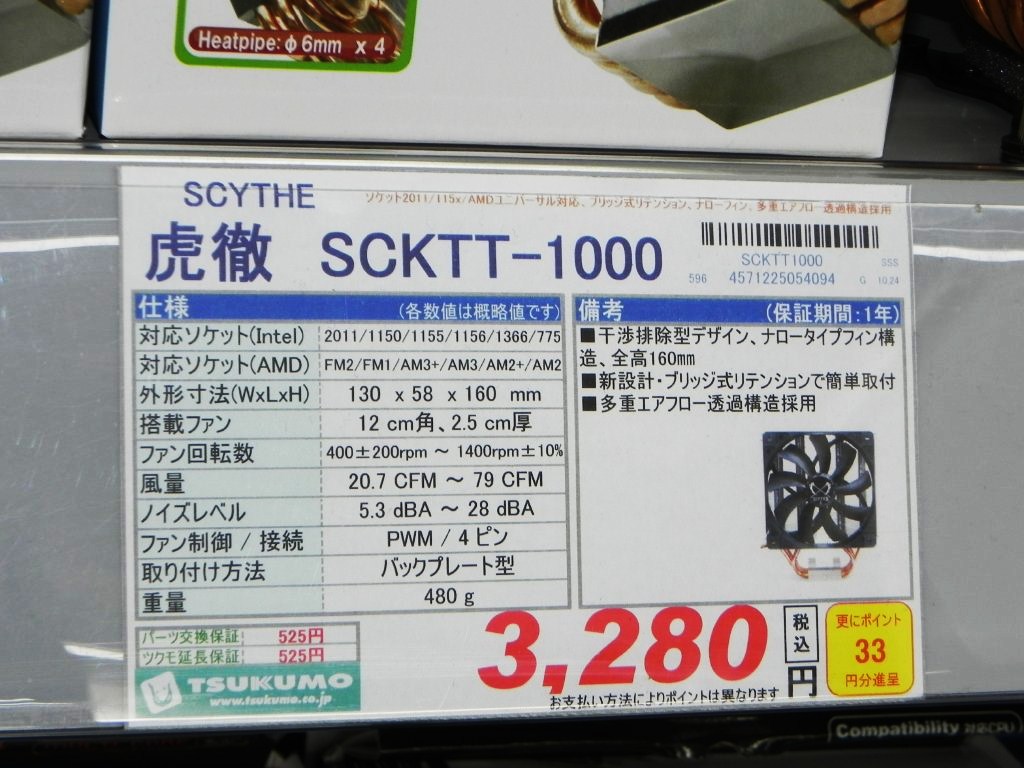 Heatpipe: φ6mm x 4
SCYTHE
ソケット2011/115x/AMDユニバーサル対応、ブリッジ式リテンション、ナローフィン、多重エアフロー透過構造採用
虎徹 SCKTT-1000
SCKTT1000
SSS
596 4571225054094 G 10.24
仕様 (各数値は概略値です)
対応ソケット(Intel) 2011/1150/1155/1156/1366/775
対応ソケット(AMD) FM2/FM1/AM3+/AM3/AM2+/AM2
外形寸法(WxLxH) 130 x 58 x 160 mm
搭載ファン 12 cm角、2.5 cm厚
ファン回転数 400±200rpm ～ 1400rpm±10%
風量 20.7 CFM ～ 79 CFM
ノイズレベル 5.3 dBA ～ 28 dBA
ファン制御 / 接続 PWM / 4 ピン
取り付け方法 バックプレート型
重量 480 g
備考 (保証期間:1年)
■干渉排除型デザイン、ナロータイプフィン構
造、全高160mm
■新設計・ブリッジ式リテンションで簡単取付
■多重エアフロー透過構造採用
パーツ交換保証 525円
ツクモ延長保証 525円
TSUKUMO
www.tsukumo.co.jp
3,280 税込 円
お支払い方法によりポイントは異なります
更にポイント
33
円分進呈
Compatibility 対応CPU